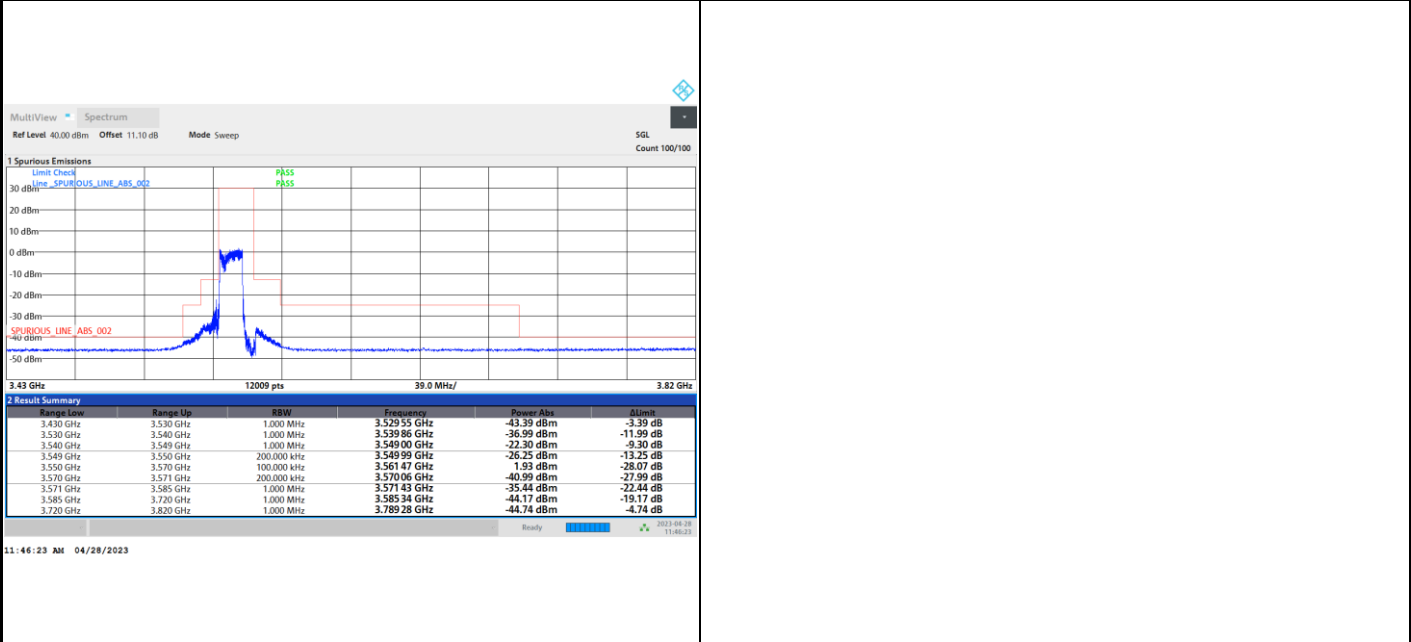 MultiView Spectrum
Ref Level 40.00 dBm Offset 11.10 dB Mode Sweep SGL
Count 100/100
1 Spurious Emissions
Limit Check PASS
Line _SPURIOUS_LINE_ABS_002 PASS
30 dBm
20 dBm
10 dBm
0 dBm
-10 dBm
-20 dBm
-30 dBm
_SPURIOUS_LINE_ABS_002
-40 dBm
-50 dBm
3.43 GHz 12009 pts 39.0 MHz/ 3.82 GHz
2 Result Summary
Range Low Range Up RBW Frequency Power Abs ΔLimit
3.430 GHz 3.530 GHz 1.000 MHz 3.529 55 GHz -43.39 dBm -3.39 dB
3.530 GHz 3.540 GHz 1.000 MHz 3.539 86 GHz -36.99 dBm -11.99 dB
3.540 GHz 3.549 GHz 1.000 MHz 3.549 00 GHz -22.30 dBm -9.30 dB
3.549 GHz 3.550 GHz 200.000 kHz 3.549 99 GHz -26.25 dBm -13.25 dB
3.550 GHz 3.570 GHz 100.000 kHz 3.561 47 GHz 1.93 dBm -28.07 dB
3.570 GHz 3.571 GHz 200.000 kHz 3.570 06 GHz -40.99 dBm -27.99 dB
3.571 GHz 3.585 GHz 1.000 MHz 3.571 43 GHz -35.44 dBm -22.44 dB
3.585 GHz 3.720 GHz 1.000 MHz 3.585 34 GHz -44.17 dBm -19.17 dB
3.720 GHz 3.820 GHz 1.000 MHz 3.789 28 GHz -44.74 dBm -4.74 dB
Ready 2023-04-28
11:46:23
11:46:23 AM 04/28/2023